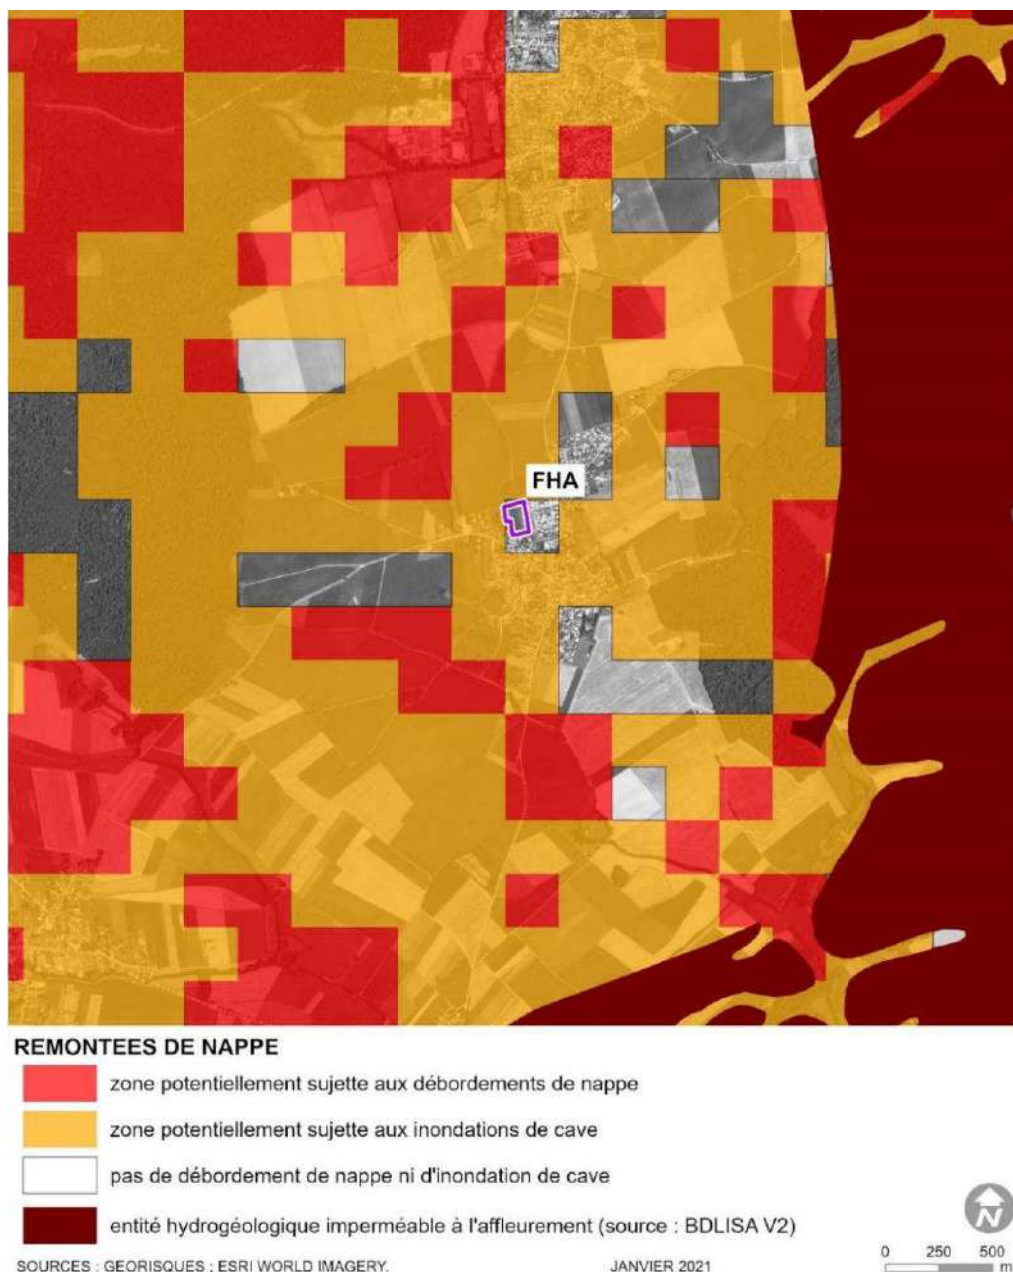 FHA
REMONTEES DE NAPPE
zone potentiellement sujette aux débordements de nappe
zone potentiellement sujette aux inondations de cave
pas de débordement de nappe ni d'inondation de cave
entité hydrogéologique imperméable à l'affleurement (source : BDLISA V2)
N
0 250 500
m
SOURCES : GEORISQUES ; ESRI WORLD IMAGERY. JANVIER 2021